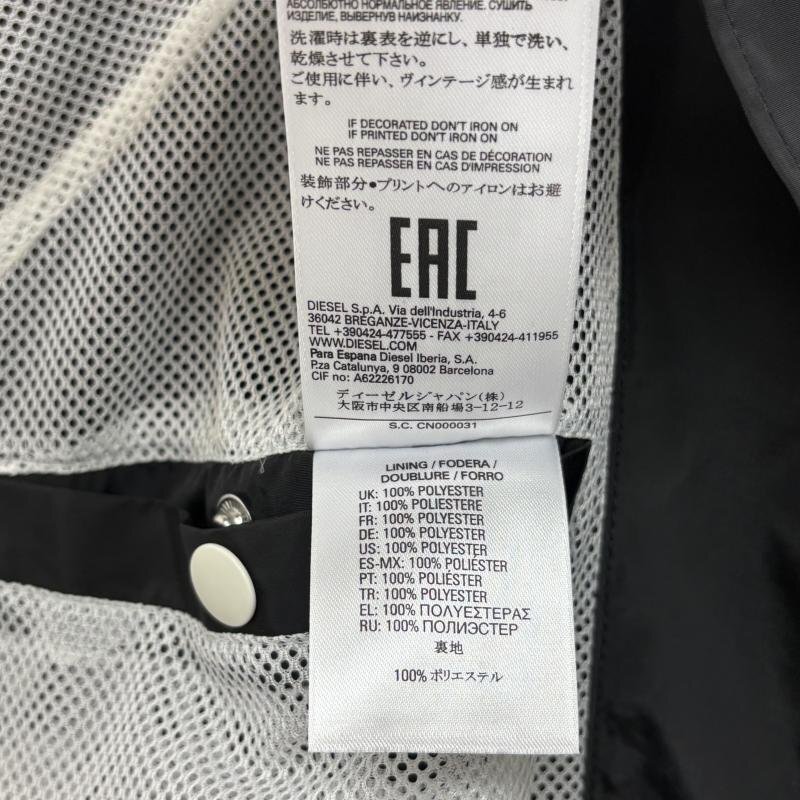 АБСОЛЮТНО НОРМАЛЬНОЕ ЯВЛЕНИЕ. СУШИТЬ
ИЗДЕЛИЕ, ВЫВЕРНУВ НАИЗНАНКУ.
洗濯時は裏表を逆にし、単独で洗い、
乾燥させて下さい。
ご使用に伴い、ヴィンテージ感が生まれ
ます。
IF DECORATED DON'T IRON ON
IF PRINTED DON'T IRON ON
NE PAS REPASSER EN CAS DE DÉCORATION
NE PAS REPASSER EN CAS D'IMPRESSION
装飾部分●プリントへのアイロンはお避
けください。
EAC
DIESEL S.p.A. Via dell'Industria, 4-6
36042 BREGANZE-VICENZA-ITALY
TEL +390424-477555 - FAX +390424-411955
WWW.DIESEL.COM
Para Espana Diesel Iberia, S.A.
P.za Catalunya, 9 08002 Barcelona
CIF no: A62226170
ディーゼルジャパン(株)
大阪市中央区南船場3-12-12
S.C. CN000031
LINING / FODERA /
DOUBLURE / FORRO
UK: 100% POLYESTER
IT: 100% POLIESTERE
FR: 100% POLYESTER
DE: 100% POLYESTER
US: 100% POLYESTER
ES-MX: 100% POLIÉSTER
PT: 100% POLIÉSTER
TR: 100% POLYESTER
EL: 100% ΠΟΛΥΕΣΤΕΡΑΣ
RU: 100% ПОЛИЭСТЕР
裏地
100% ポリエステル